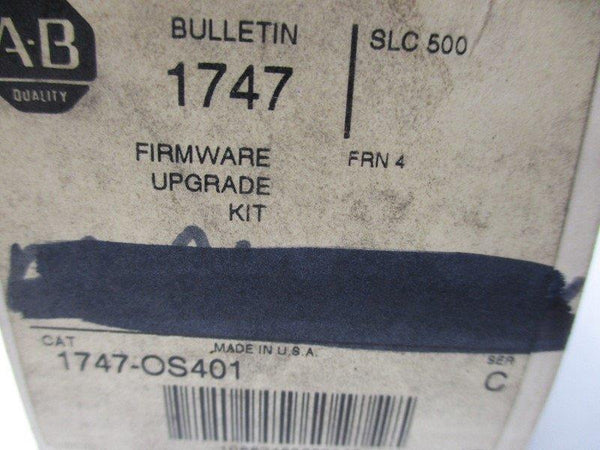 A-B
QUALITY
BULLETIN
1747
SLC 500
FIRMWARE
UPGRADE
KIT
FRN 4
MADE IN U.S.A.
CAT
1747-OS401
SER
C